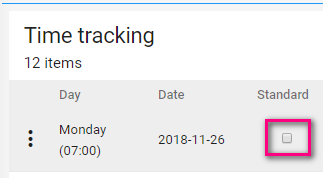 Time tracking
12 items
Day Date Standard
Monday
(07:00) 2018-11-26